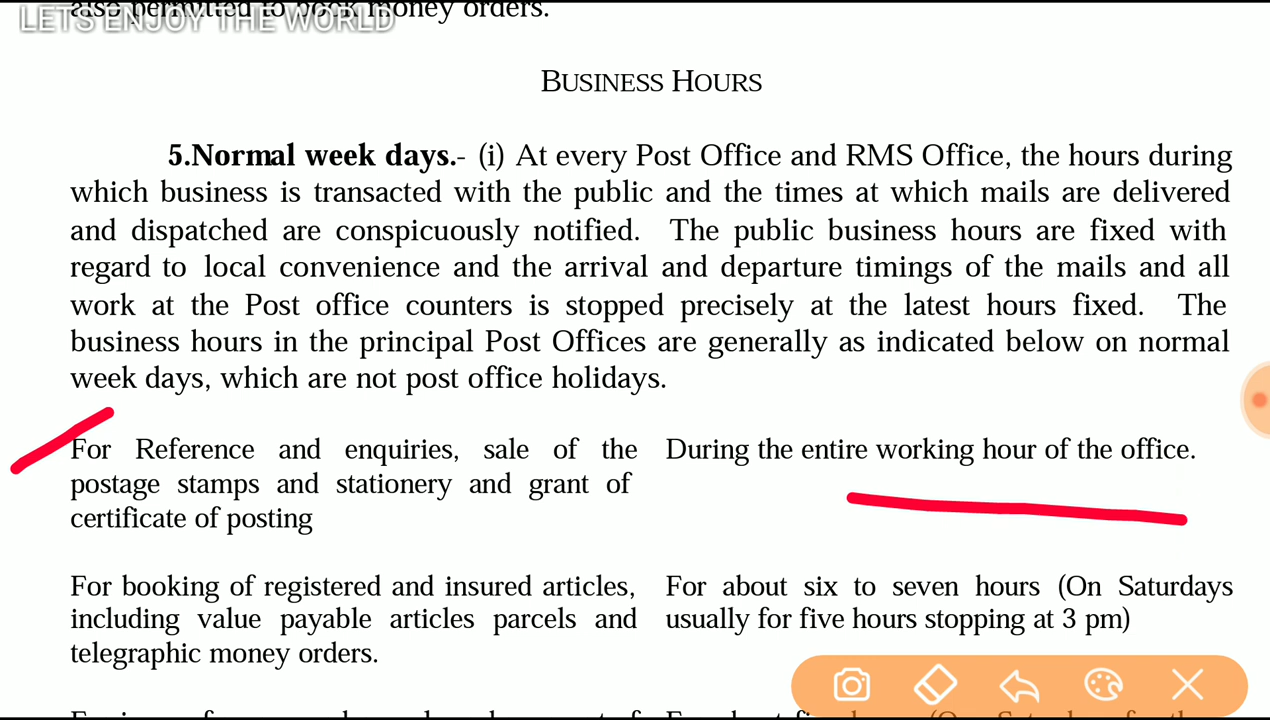 also permitted to book money orders.
LETS ENJOY THE WORLD
BUSINESS HOURS
5.Normal week days.- (i) At every Post Office and RMS Office, the hours during
which business is transacted with the public and the times at which mails are delivered
and dispatched are conspicuously notified. The public business hours are fixed with
regard to local convenience and the arrival and departure timings of the mails and all
work at the Post office counters is stopped precisely at the latest hours fixed. The
business hours in the principal Post Offices are generally as indicated below on normal
week days, which are not post office holidays.
For Reference and enquiries, sale of the
postage stamps and stationery and grant of
certificate of posting
During the entire working hour of the office.
For booking of registered and insured articles,
including value payable articles parcels and
telegraphic money orders.
For about six to seven hours (On Saturdays
usually for five hours stopping at 3 pm)